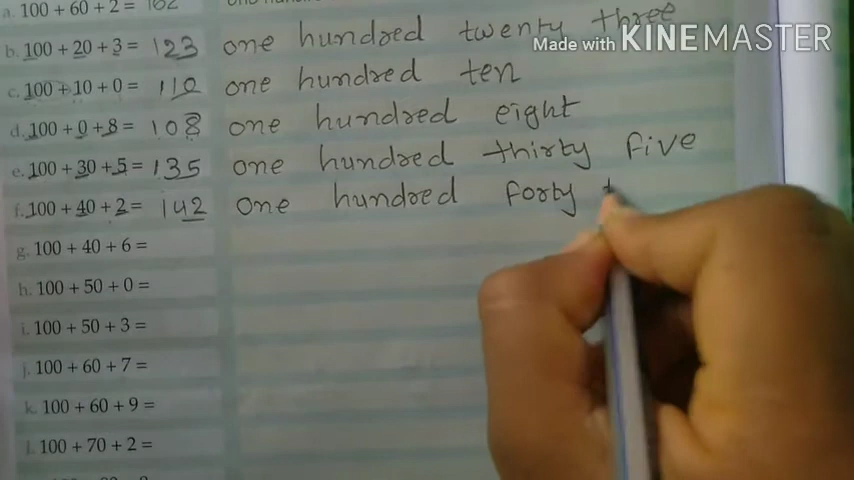 a. 100 + 60 + 2 = 162
b. 100 + 20 + 3 = 123 one hundred twenty three
Made with KINEMASTER
c. 100 + 10 + 0 = 110 one hundred ten
d. 100 + 0 + 8 = 108 one hundred eight
e. 100 + 30 + 5 = 135 one hundred thirty five
f. 100 + 40 + 2 = 142 one hundred forty t
g. 100 + 40 + 6 =
h. 100 + 50 + 0 =
i. 100 + 50 + 3 =
j. 100 + 60 + 7 =
k. 100 + 60 + 9 =
l. 100 + 70 + 2 =